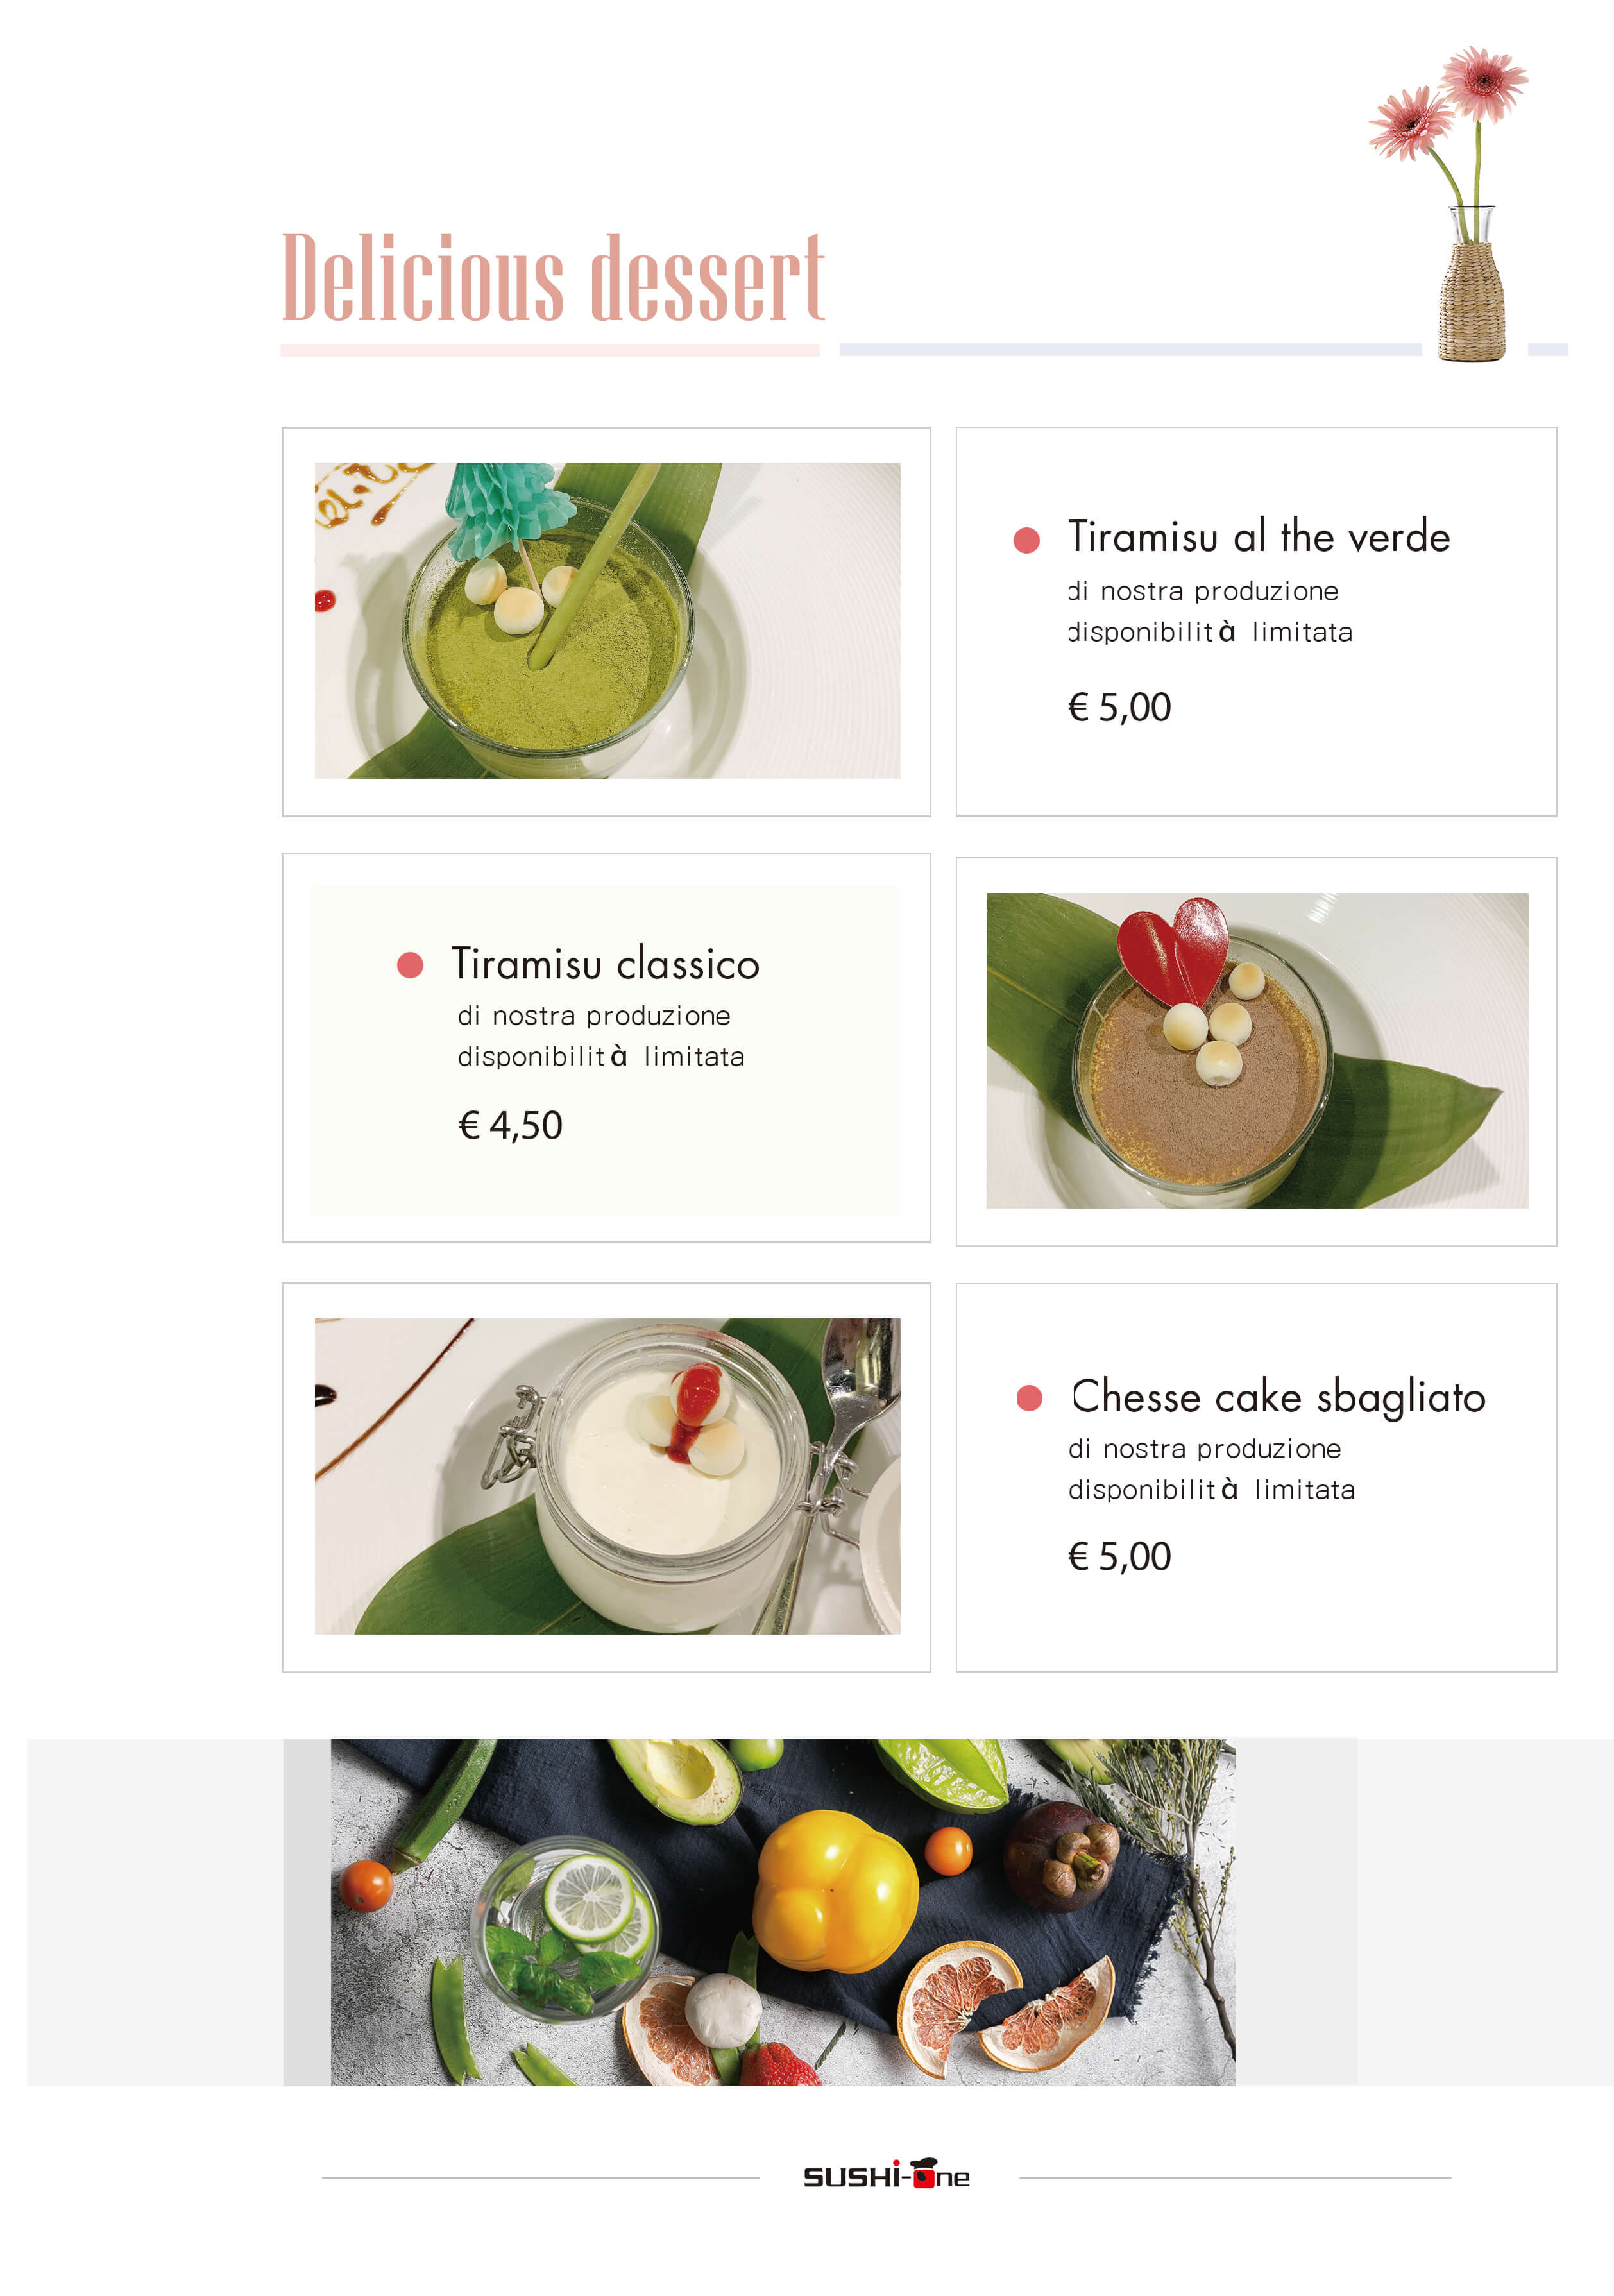 Delicious dessert
Tiramisu al the verde
di nostra produzione
disponibilità limitata
€ 5,00
Tiramisu classico
di nostra produzione
disponibilità limitata
€ 4,50
Chesse cake sbagliato
di nostra produzione
disponibilità limitata
€ 5,00
SUSHi-One